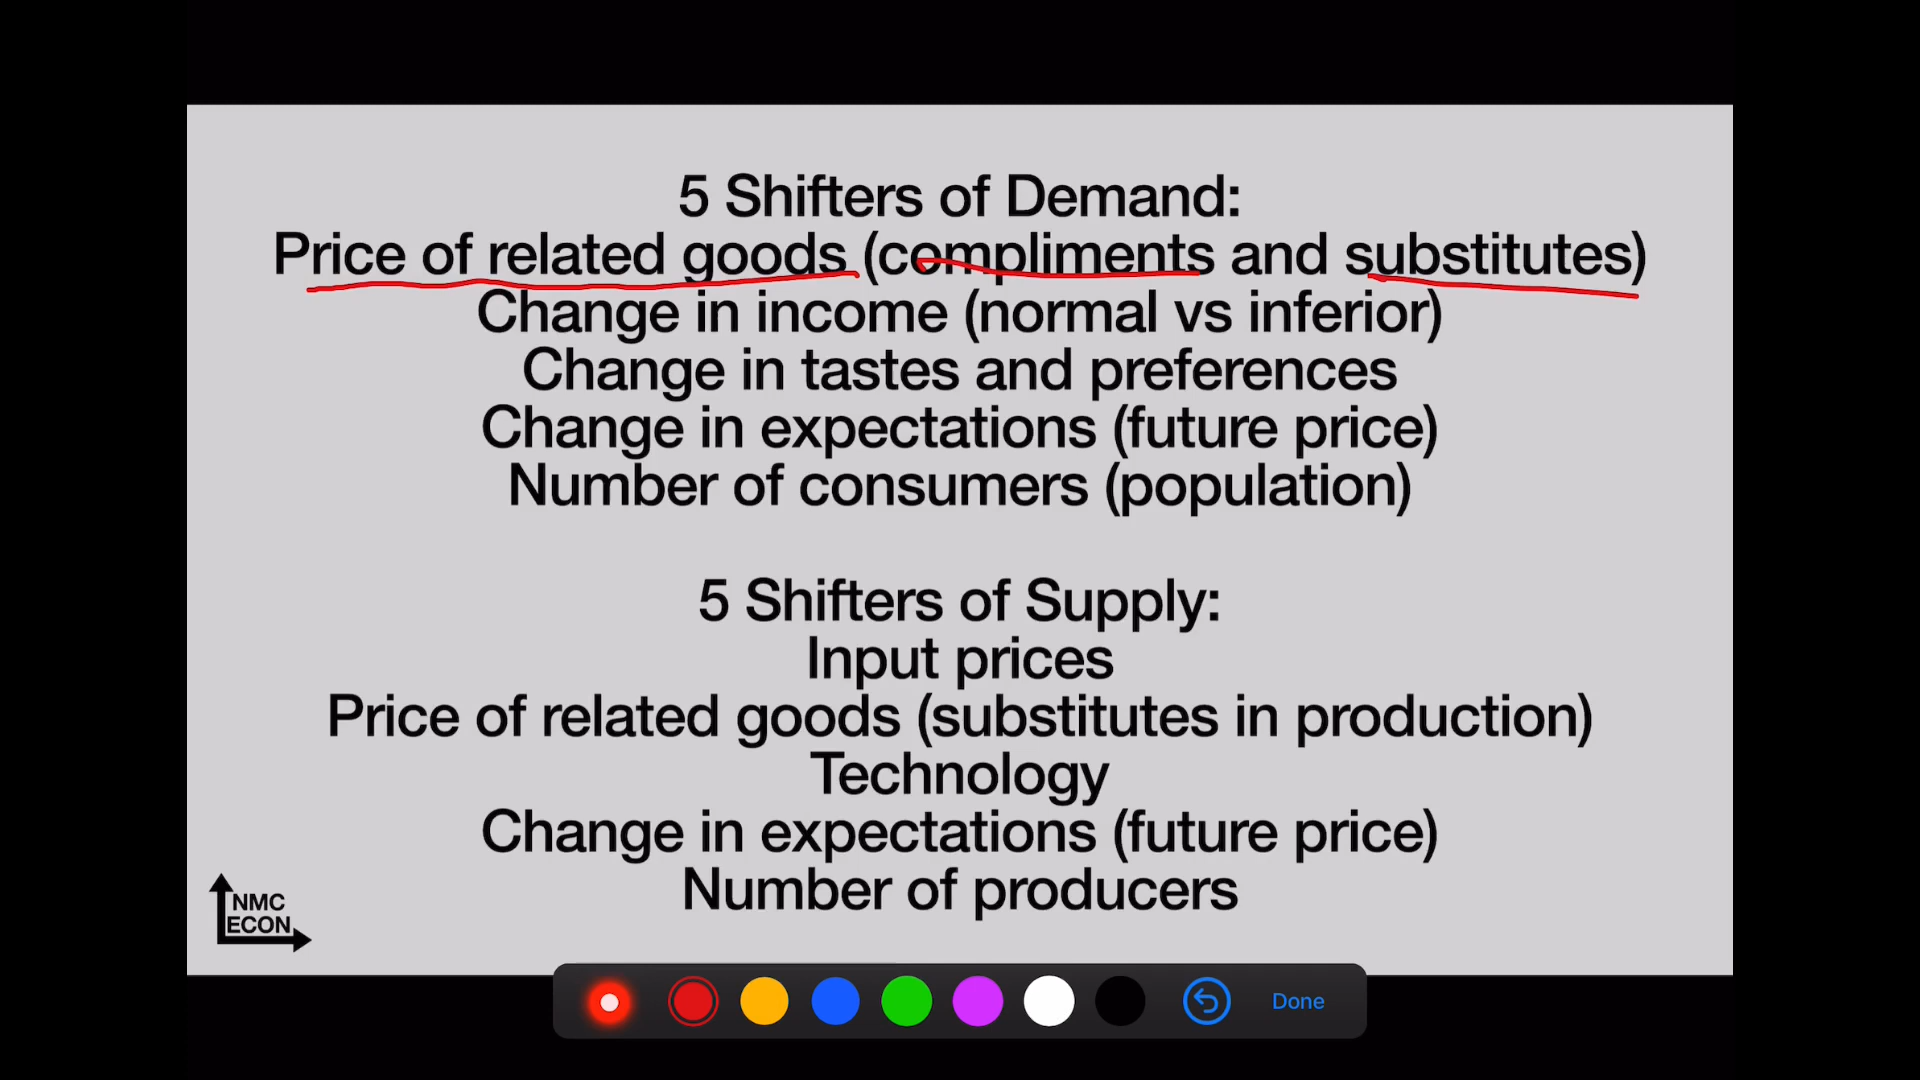 5 Shifters of Demand:
Price of related goods (compliments and substitutes)
Change in income (normal vs inferior)
Change in tastes and preferences
Change in expectations (future price)
Number of consumers (population)
5 Shifters of Supply:
Input prices
Price of related goods (substitutes in production)
Technology
Change in expectations (future price)
Number of producers
NMC
ECON
Done